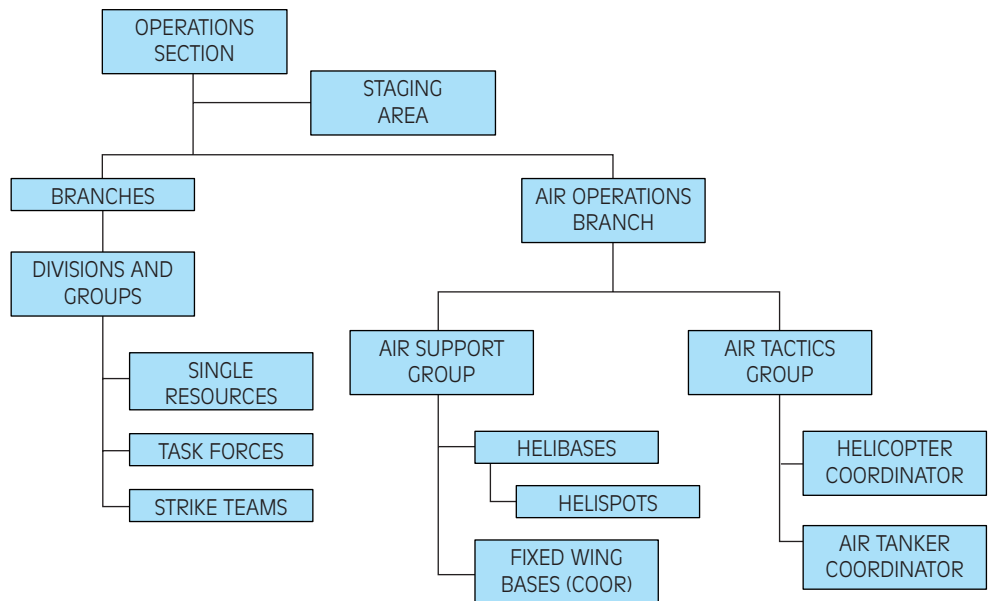 OPERATIONS
SECTION
STAGING
AREA
BRANCHES
AIR OPERATIONS
BRANCH
DIVISIONS AND
GROUPS
SINGLE
RESOURCES
TASK FORCES
STRIKE TEAMS
AIR SUPPORT
GROUP
HELIBASES
HELISPOTS
FIXED WING
BASES (COOR)
AIR TACTICS
GROUP
HELICOPTER
COORDINATOR
AIR TANKER
COORDINATOR